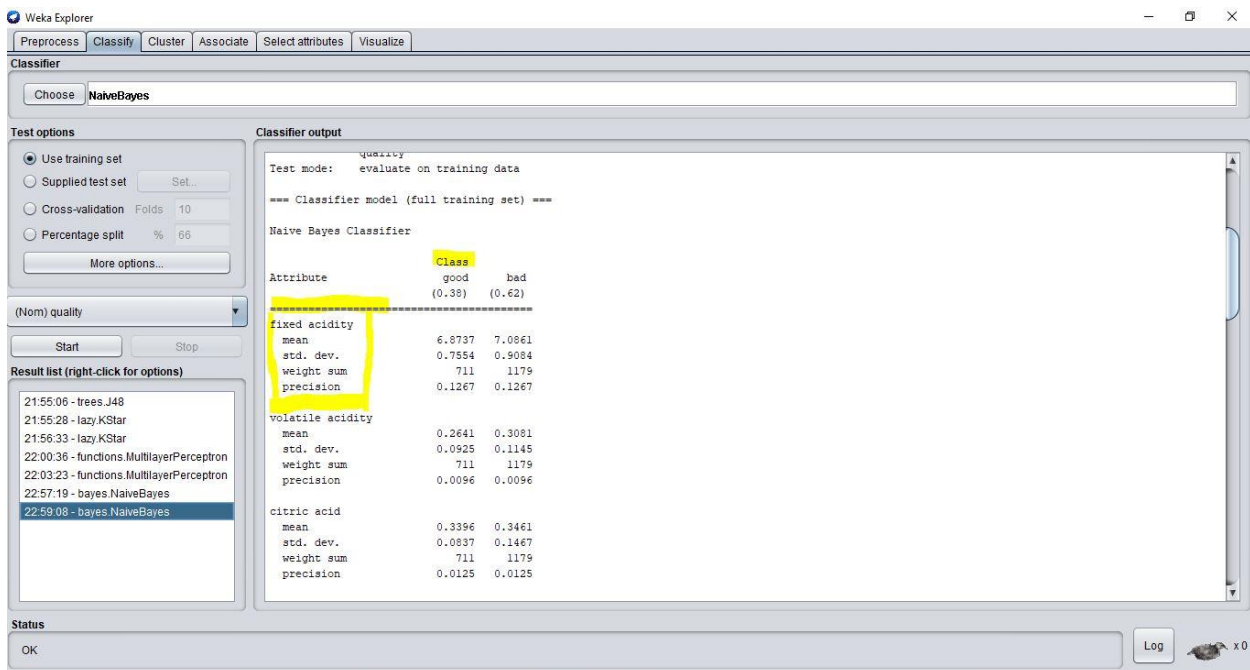 Weka Explorer
Preprocess Classify Cluster Associate Select attributes Visualize
Classifier
Choose NaiveBayes
Test options
Use training set
Supplied test set Set...
Cross-validation Folds 10
Percentage split % 66
More options...
(Nom) quality
Start Stop
Result list (right-click for options)
21:55:06 - trees.J48
21:55:28 - lazy.KStar
21:56:33 - lazy.KStar
22:00:36 - functions.MultilayerPerceptron
22:03:23 - functions.MultilayerPerceptron
22:57:19 - bayes.NaiveBayes
22:59:08 - bayes.NaiveBayes
Classifier output
quality
Test mode: evaluate on training data
=== Classifier model (full training set) ===
Naive Bayes Classifier
Class
Attribute good bad
(0.38) (0.62)
=========================================
fixed acidity
mean 6.8737 7.0861
std. dev. 0.7554 0.9084
weight sum 711 1179
precision 0.1267 0.1267
volatile acidity
mean 0.2641 0.3081
std. dev. 0.0925 0.1145
weight sum 711 1179
precision 0.0096 0.0096
citric acid
mean 0.3396 0.3461
std. dev. 0.0837 0.1467
weight sum 711 1179
precision 0.0125 0.0125
Status
OK
Log x 0